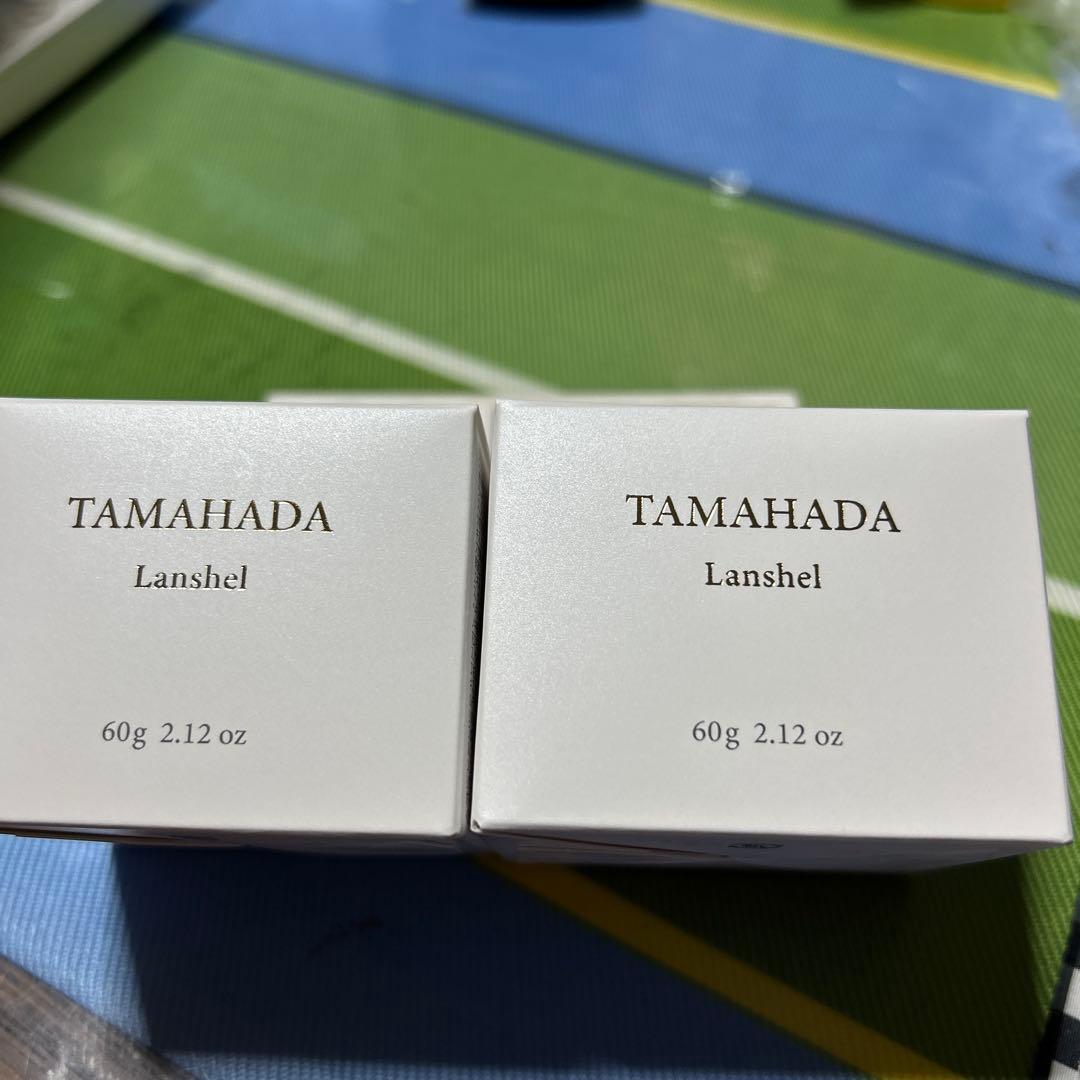 TAMAHADA
Lanshel
60g 2.12 oz
TAMAHADA
Lanshel
60g 2.12 oz